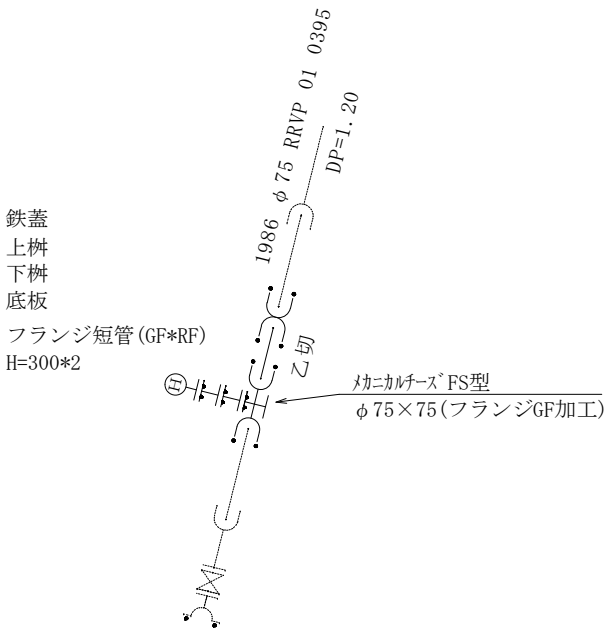 1986 φ75 RRVP 01 0395
DP=1.20
鉄蓋
上桝
下桝
底板
フランジ短管(GF*RF)
H=300*2
乙切
H
メカニカルチーズFS型
φ75×75(フランジGF加工)